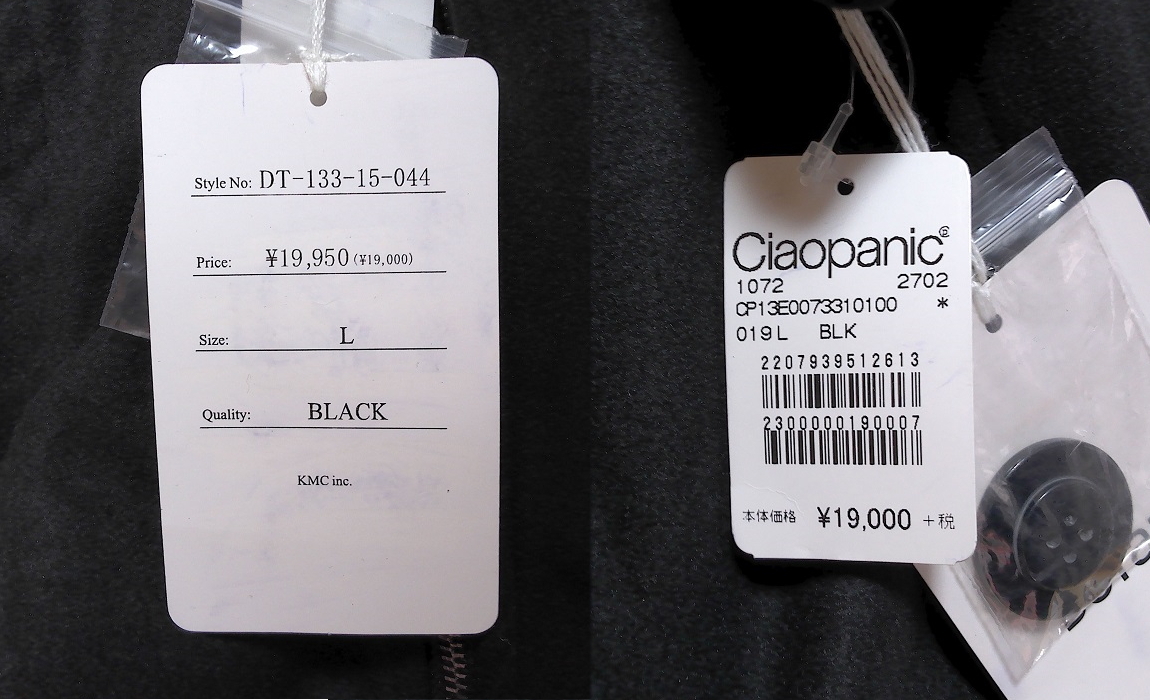 Style No: DT-133-15-044
Price: ¥19,950 (¥19,000)
Size: L
Quality: BLACK
KMC inc.
Ciaopanic®
1072 2702
CP13E0073310100 *
019 L BLK
2207939512613
2300000190007
本体価格 ¥19,000 +税